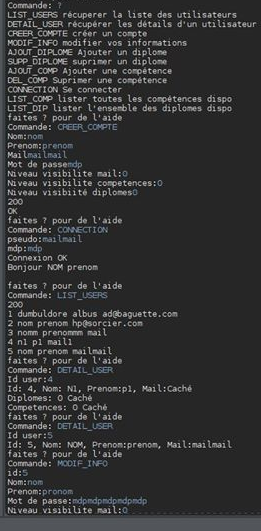 Commande: ?
LIST_USERS récuperer la liste des utilisateurs
DETAIL_USER récupérer les détails d'un utilisateur
CREER_COMPTE créer un compte
MODIF_INFO modifier vos informations
AJOUT_DIPLOME Ajouter un diplome
SUPP_DIPLOME suprimer un diplome
AJOUT_COMP Ajouter une compétence
DEL_COMP Suprimer une compétence
CONNECTION Se connecter
LIST_COMP lister toutes les compétences dispo
LIST_DIP lister l'ensemble des diplomes dispo
faites ? pour de l'aide
Commande: CREER_COMPTE
Nom:nom
Prenom:prenom
Mailmailmail
Mot de passemdp
Niveau visibilite mail:0
Niveau visibilite competences:0
Niveau visibiité diplomes0
200
OK
faites ? pour de l'aide
Commande: CONNECTION
pseudo:mailmail
mdp:mdp
Connexion OK
Bonjour NOM prenom
faites ? pour de l'aide
Commande: LIST_USERS
200
1 dumbuldore albus ad@baguette.com
2 nom prenom hp@sorcier.com
3 nomm prenommm mail
4 n1 p1 mail1
5 nom prenom mailmail
faites ? pour de l'aide
Commande: DETAIL_USER
Id user:4
Id: 4, Nom: N1, Prenom:p1, Mail:Caché
Diplomes: 0 Caché
Competences: 0 Caché
faites ? pour de l'aide
Commande: DETAIL_USER
Id user:5
Id: 5, Nom: NOM, Prenom:prenom, Mail:mailmail
faites ? pour de l'aide
Commande: MODIF_INFO
id:5
Nom:nom
Prenom:pronom
Mot de passe:mdpmdpmdpmdpmdp
Niveau visibilite mail:0